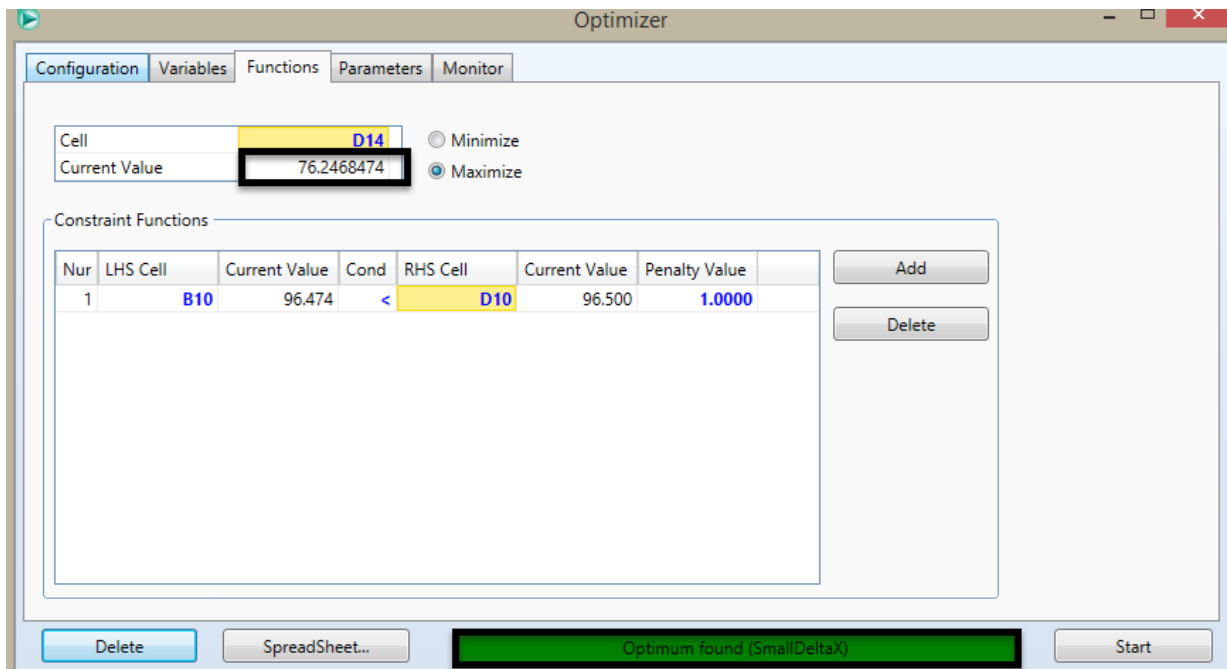 Optimizer
Configuration Variables Functions Parameters Monitor
Cell D14 Minimize
Current Value 76.2468474 Maximize
Constraint Functions
Nur LHS Cell Current Value Cond RHS Cell Current Value Penalty Value Add
1 B10 96.474 < D10 96.500 1.0000
Delete
Delete SpreadSheet... Optimum found (SmallDeltaX) Start